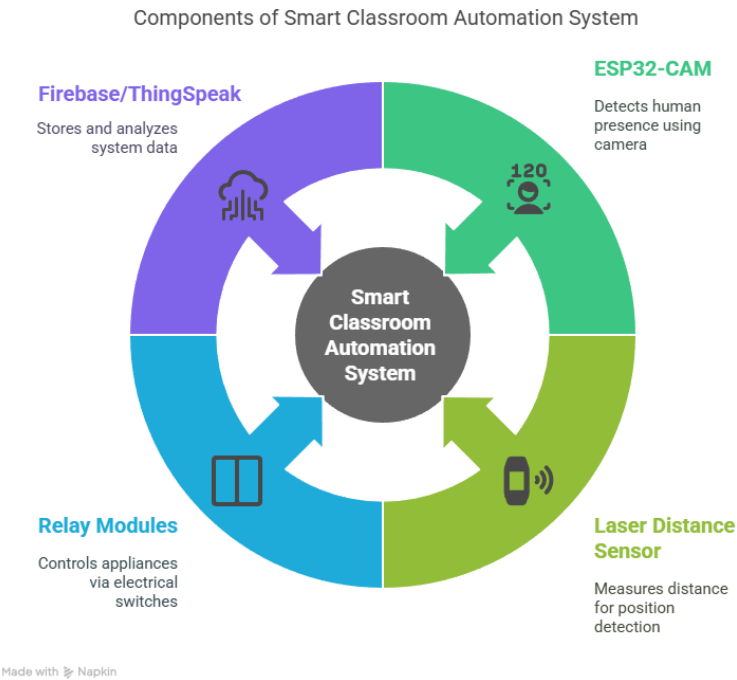 Components of Smart Classroom Automation System
Firebase/ThingSpeak
Stores and analyzes
system data
ESP32-CAM
Detects human
presence using
camera
120
Smart
Classroom
Automation
System
Relay Modules
Controls appliances
via electrical
switches
Laser Distance
Sensor
Measures distance
for position
detection
Made with Napkin